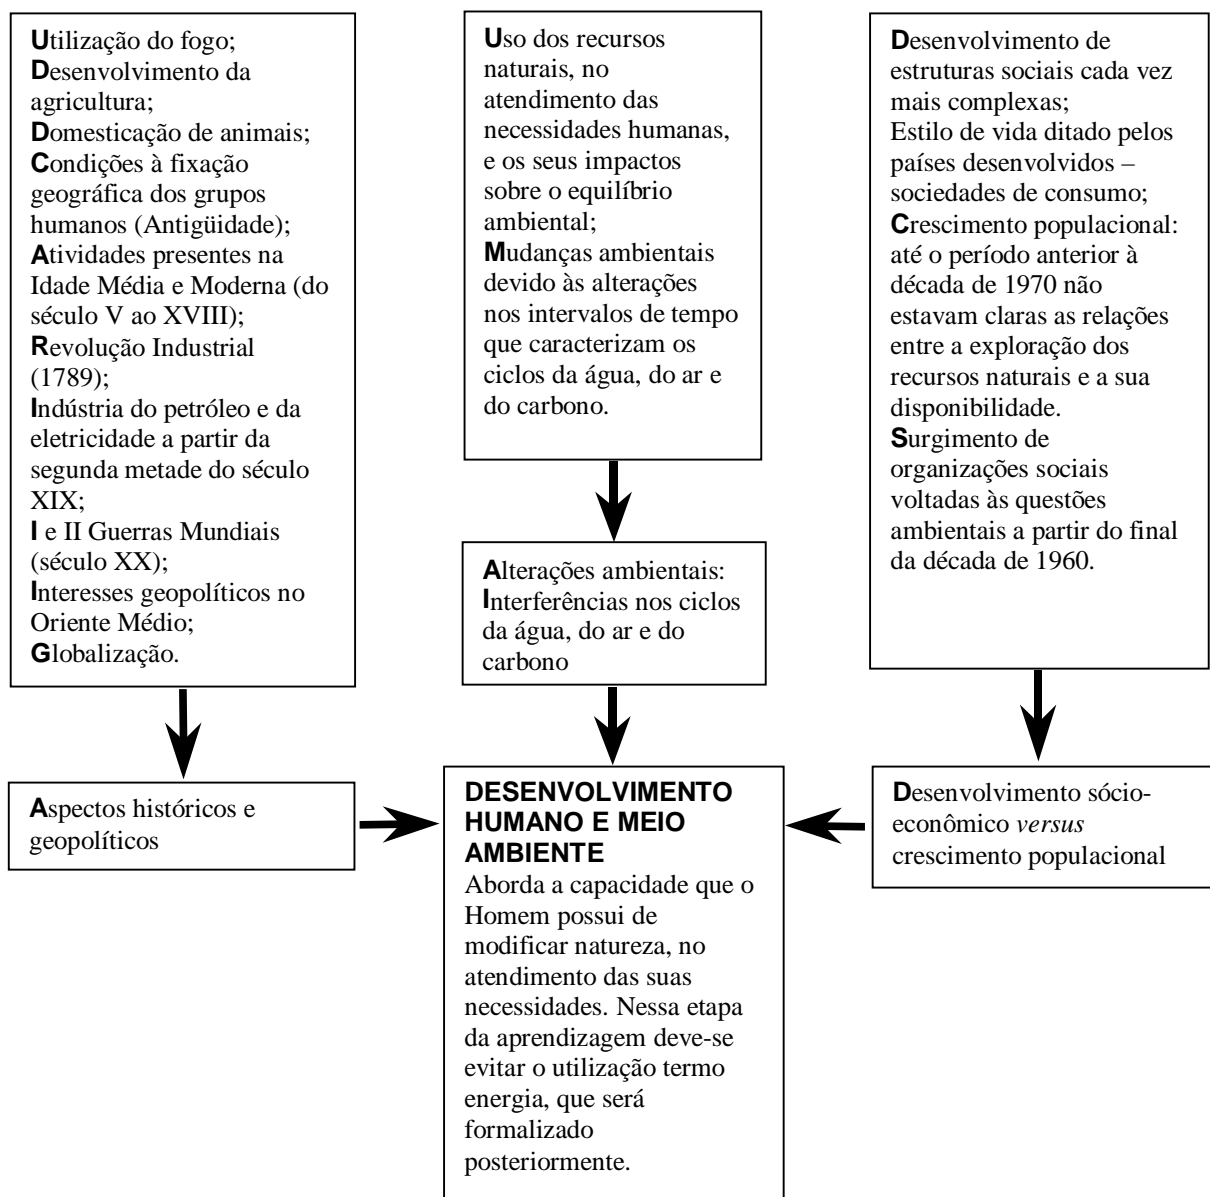 Utilização do fogo;
Desenvolvimento da
agricultura;
Domesticação de animais;
Condições à fixação
geográfica dos grupos
humanos (Antigüidade);
Atividades presentes na
Idade Média e Moderna (do
século V ao XVIII);
Revolução Industrial
(1789);
Indústria do petróleo e da
eletricidade a partir da
segunda metade do século
XIX;
I e II Guerras Mundiais
(século XX);
Interesses geopolíticos no
Oriente Médio;
Globalização.
Uso dos recursos
naturais, no
atendimento das
necessidades humanas,
e os seus impactos
sobre o equilíbrio
ambiental;
Mudanças ambientais
devido às alterações
nos intervalos de tempo
que caracterizam os
ciclos da água, do ar e
do carbono.
Desenvolvimento de
estruturas sociais cada vez
mais complexas;
Estilo de vida ditado pelos
países desenvolvidos –
sociedades de consumo;
Crescimento populacional:
até o período anterior à
década de 1970 não
estavam claras as relações
entre a exploração dos
recursos naturais e a sua
disponibilidade.
Surgimento de
organizações sociais
voltadas às questões
ambientais a partir do final
da década de 1960.
Alterações ambientais:
Interferências nos ciclos
da água, do ar e do
carbono
Aspectos históricos e
geopolíticos
DESENVOLVIMENTO
HUMANO E MEIO
AMBIENTE
Aborda a capacidade que o
Homem possui de
modificar natureza, no
atendimento das suas
necessidades. Nessa etapa
da aprendizagem deve-se
evitar o utilização termo
energia, que será
formalizado
posteriormente.
Desenvolvimento sócio-
econômico versus
crescimento populacional